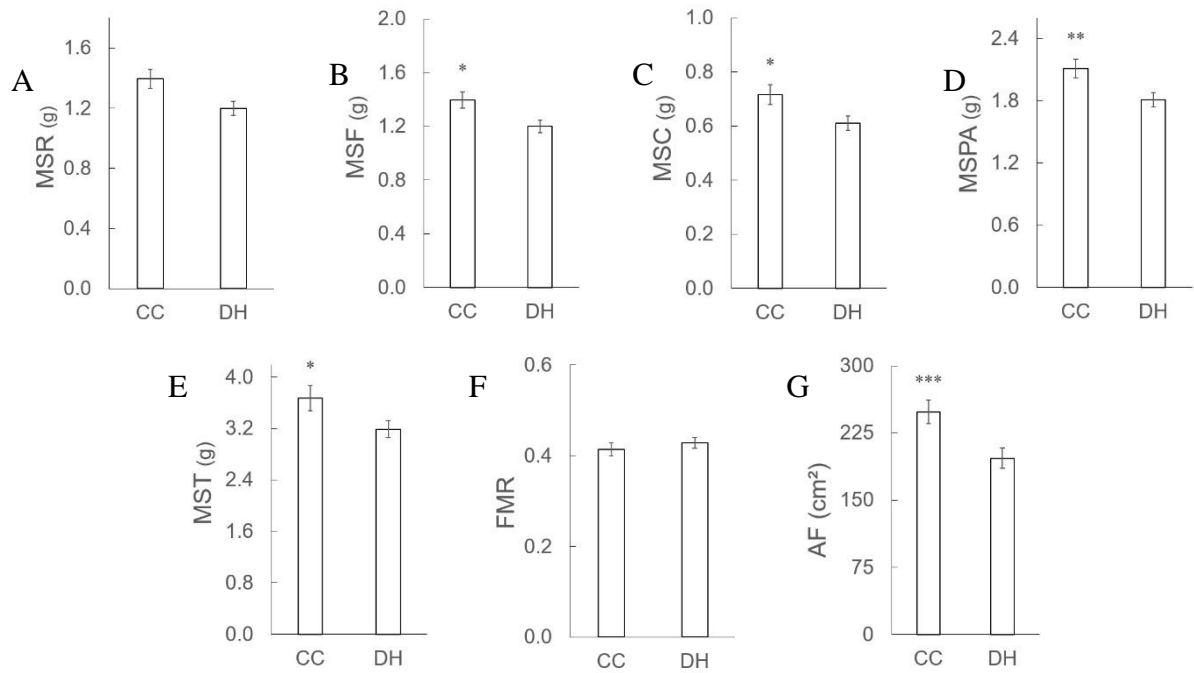 A
MSR (g)
1.6
1.2
0.8
0.4
0.0
CC
DH
B
MSF (g)
2.0
1.6
1.2
0.8
0.4
0.0
*
CC
DH
C
MSC (g)
1.0
0.8
0.6
0.4
0.2
0.0
*
CC
DH
D
MSPA (g)
2.4
1.8
1.2
0.6
0.0
**
CC
DH
E
MST (g)
4.0
3.2
2.4
1.6
0.8
0.0
*
CC
DH
F
FMR
0.6
0.4
0.2
0.0
CC
DH
G
AF (cm²)
300
225
150
75
0
***
CC
DH